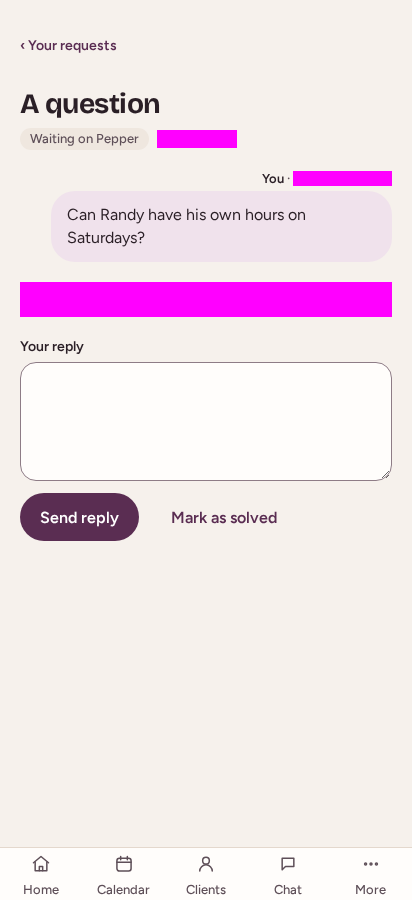 ‹ Your requests
A question
Waiting on Pepper
You ·
Can Randy have his own hours on
Saturdays?
Your reply
Send reply
Mark as solved
Home
Calendar
Clients
Chat
More